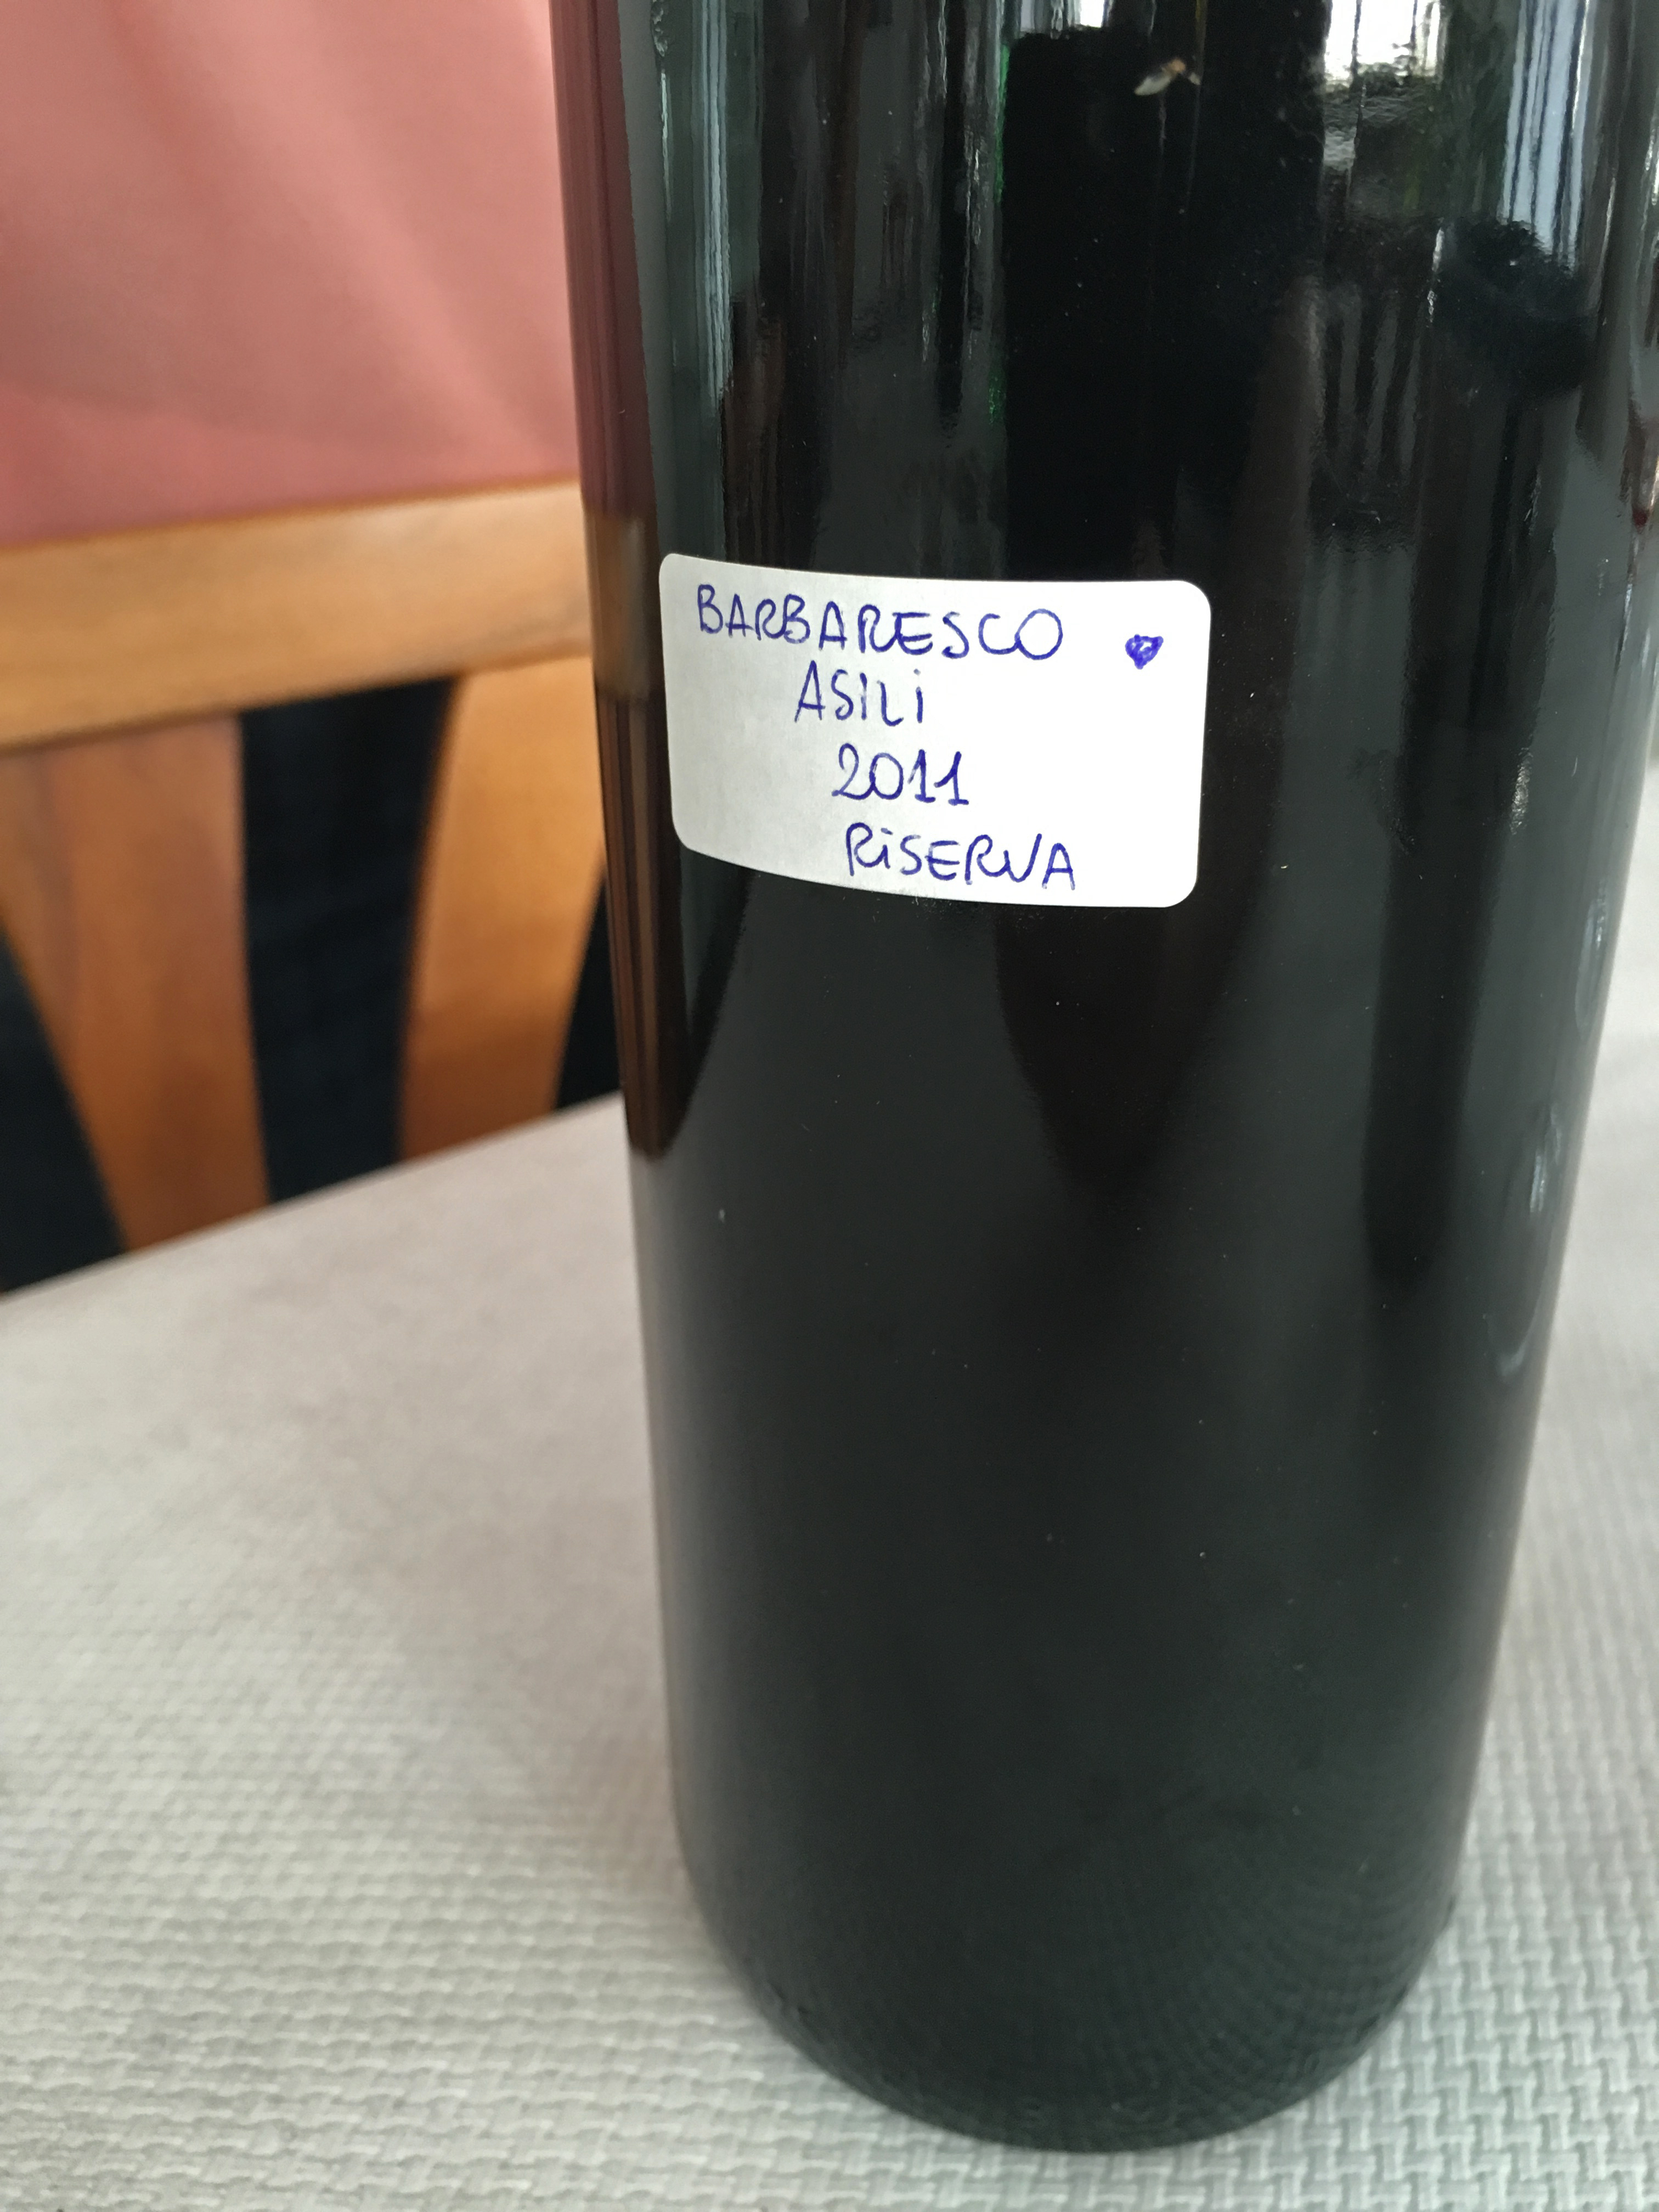 BARBARESCO
ASILI
2011
RISERVA